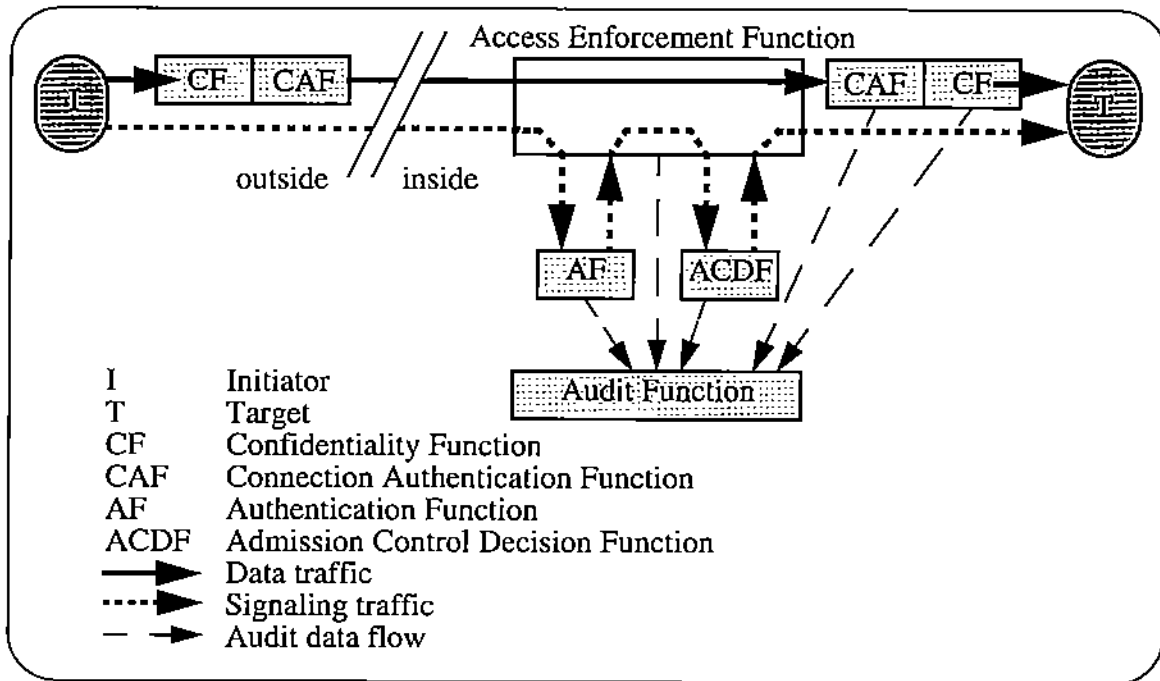 Access Enforcement Function
I
CF
CAF
CAF
CF
T
outside
inside
AF
ACDF
Audit Function
I Initiator
T Target
CF Confidentiality Function
CAF Connection Authentication Function
AF Authentication Function
ACDF Admission Control Decision Function
Data traffic
Signaling traffic
Audit data flow